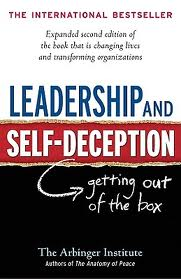 THE INTERNATIONAL BESTSELLER
Expanded second edition of
the book that is changing lives
and transforming organizations
LEADERSHIP AND
SELF-DECEPTION
getting out
of the box
The Arbinger Institute
Authors of The Anatomy of Peace